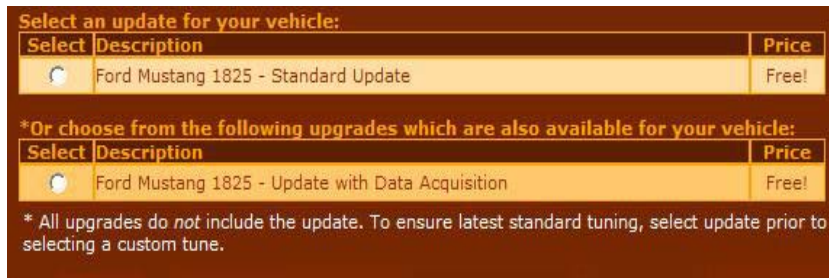 Select an update for your vehicle:
Select Description Price
Ford Mustang 1825 - Standard Update Free!
*Or choose from the following upgrades which are also available for your vehicle:
Select Description Price
Ford Mustang 1825 - Update with Data Acquisition Free!
* All upgrades do not include the update. To ensure latest standard tuning, select update prior to
selecting a custom tune.